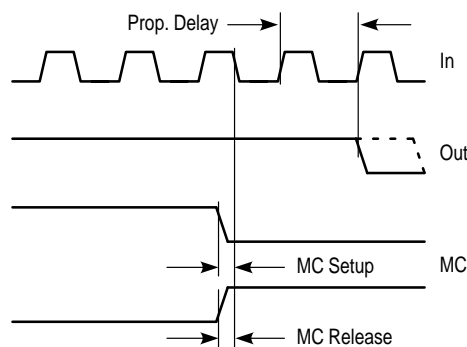 Prop. Delay
In
Out
MC Setup
MC
MC Release